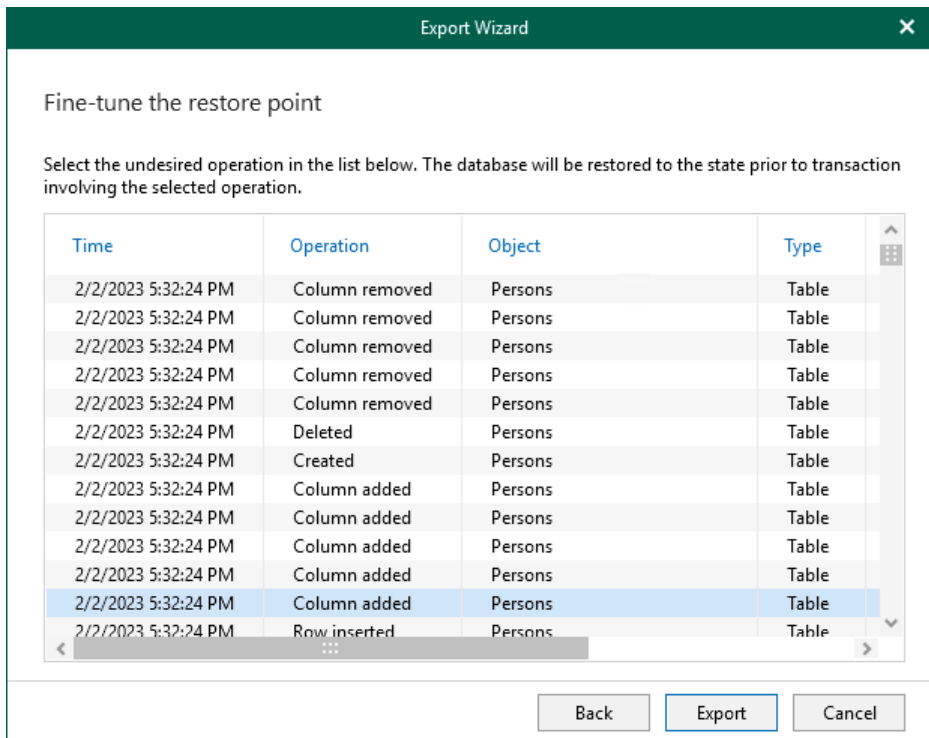 Export Wizard
Fine-tune the restore point
Select the undesired operation in the list below. The database will be restored to the state prior to transaction
involving the selected operation.
Time Operation Object Type
2/2/2023 5:32:24 PM Column removed Persons Table
2/2/2023 5:32:24 PM Column removed Persons Table
2/2/2023 5:32:24 PM Column removed Persons Table
2/2/2023 5:32:24 PM Column removed Persons Table
2/2/2023 5:32:24 PM Column removed Persons Table
2/2/2023 5:32:24 PM Deleted Persons Table
2/2/2023 5:32:24 PM Created Persons Table
2/2/2023 5:32:24 PM Column added Persons Table
2/2/2023 5:32:24 PM Column added Persons Table
2/2/2023 5:32:24 PM Column added Persons Table
2/2/2023 5:32:24 PM Column added Persons Table
2/2/2023 5:32:24 PM Column added Persons Table
2/2/2023 5:32:24 PM Row inserted Persons Table
Back Export Cancel